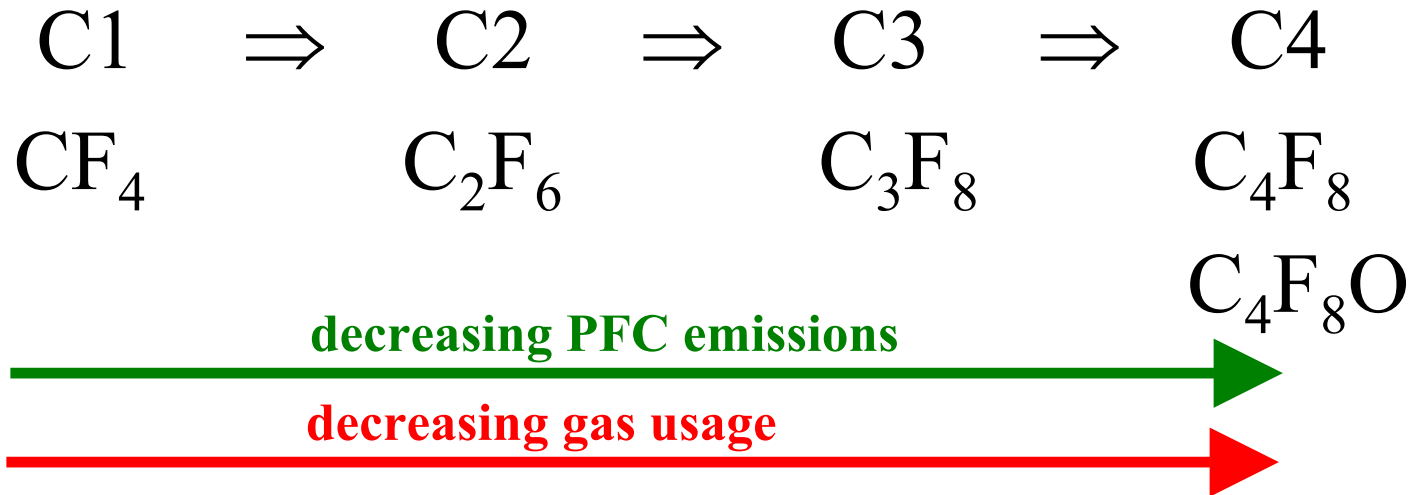 C1 ⇒ C2 ⇒ C3 ⇒ C4
CF₄ C₂F₆ C₃F₈ C₄F₈
C₄F₈O
decreasing PFC emissions
decreasing gas usage